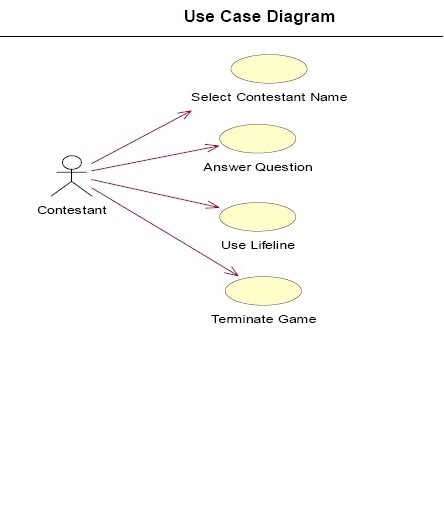 Use Case Diagram
Select Contestant Name
Answer Question
Contestant
Use Lifeline
Terminate Game